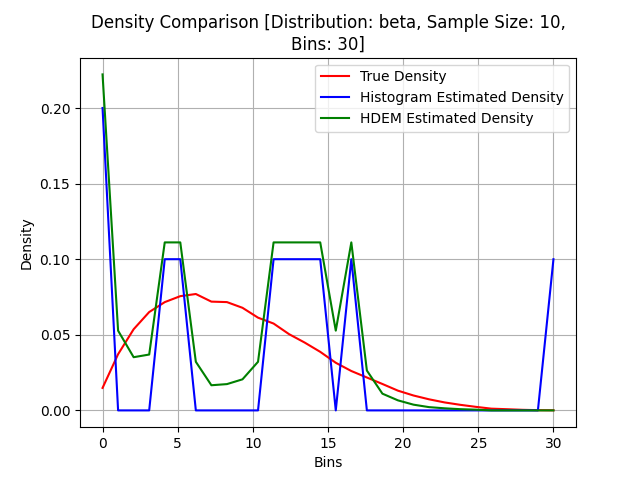 Density Comparison [Distribution: beta, Sample Size: 10,
Bins: 30]
True Density
Histogram Estimated Density
HDEM Estimated Density
Density
0.20
0.15
0.10
0.05
0.00
0 5 10 15 20 25 30
Bins